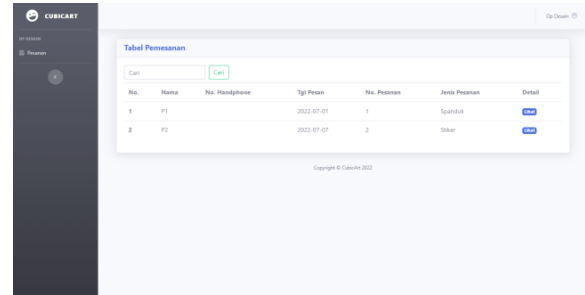 CUBICART
Op Desain
OP DESAIN
Pesanan
Tabel Pemesanan
Cari Cari
No. Nama No. Handphone Tgl Pesan No. Pesanan Jenis Pesanan Detail
1 P1 2022-07-01 1 Spanduk Lihat
2 P2 2022-07-07 2 Stiker Lihat
Copyright © CubicArt 2022